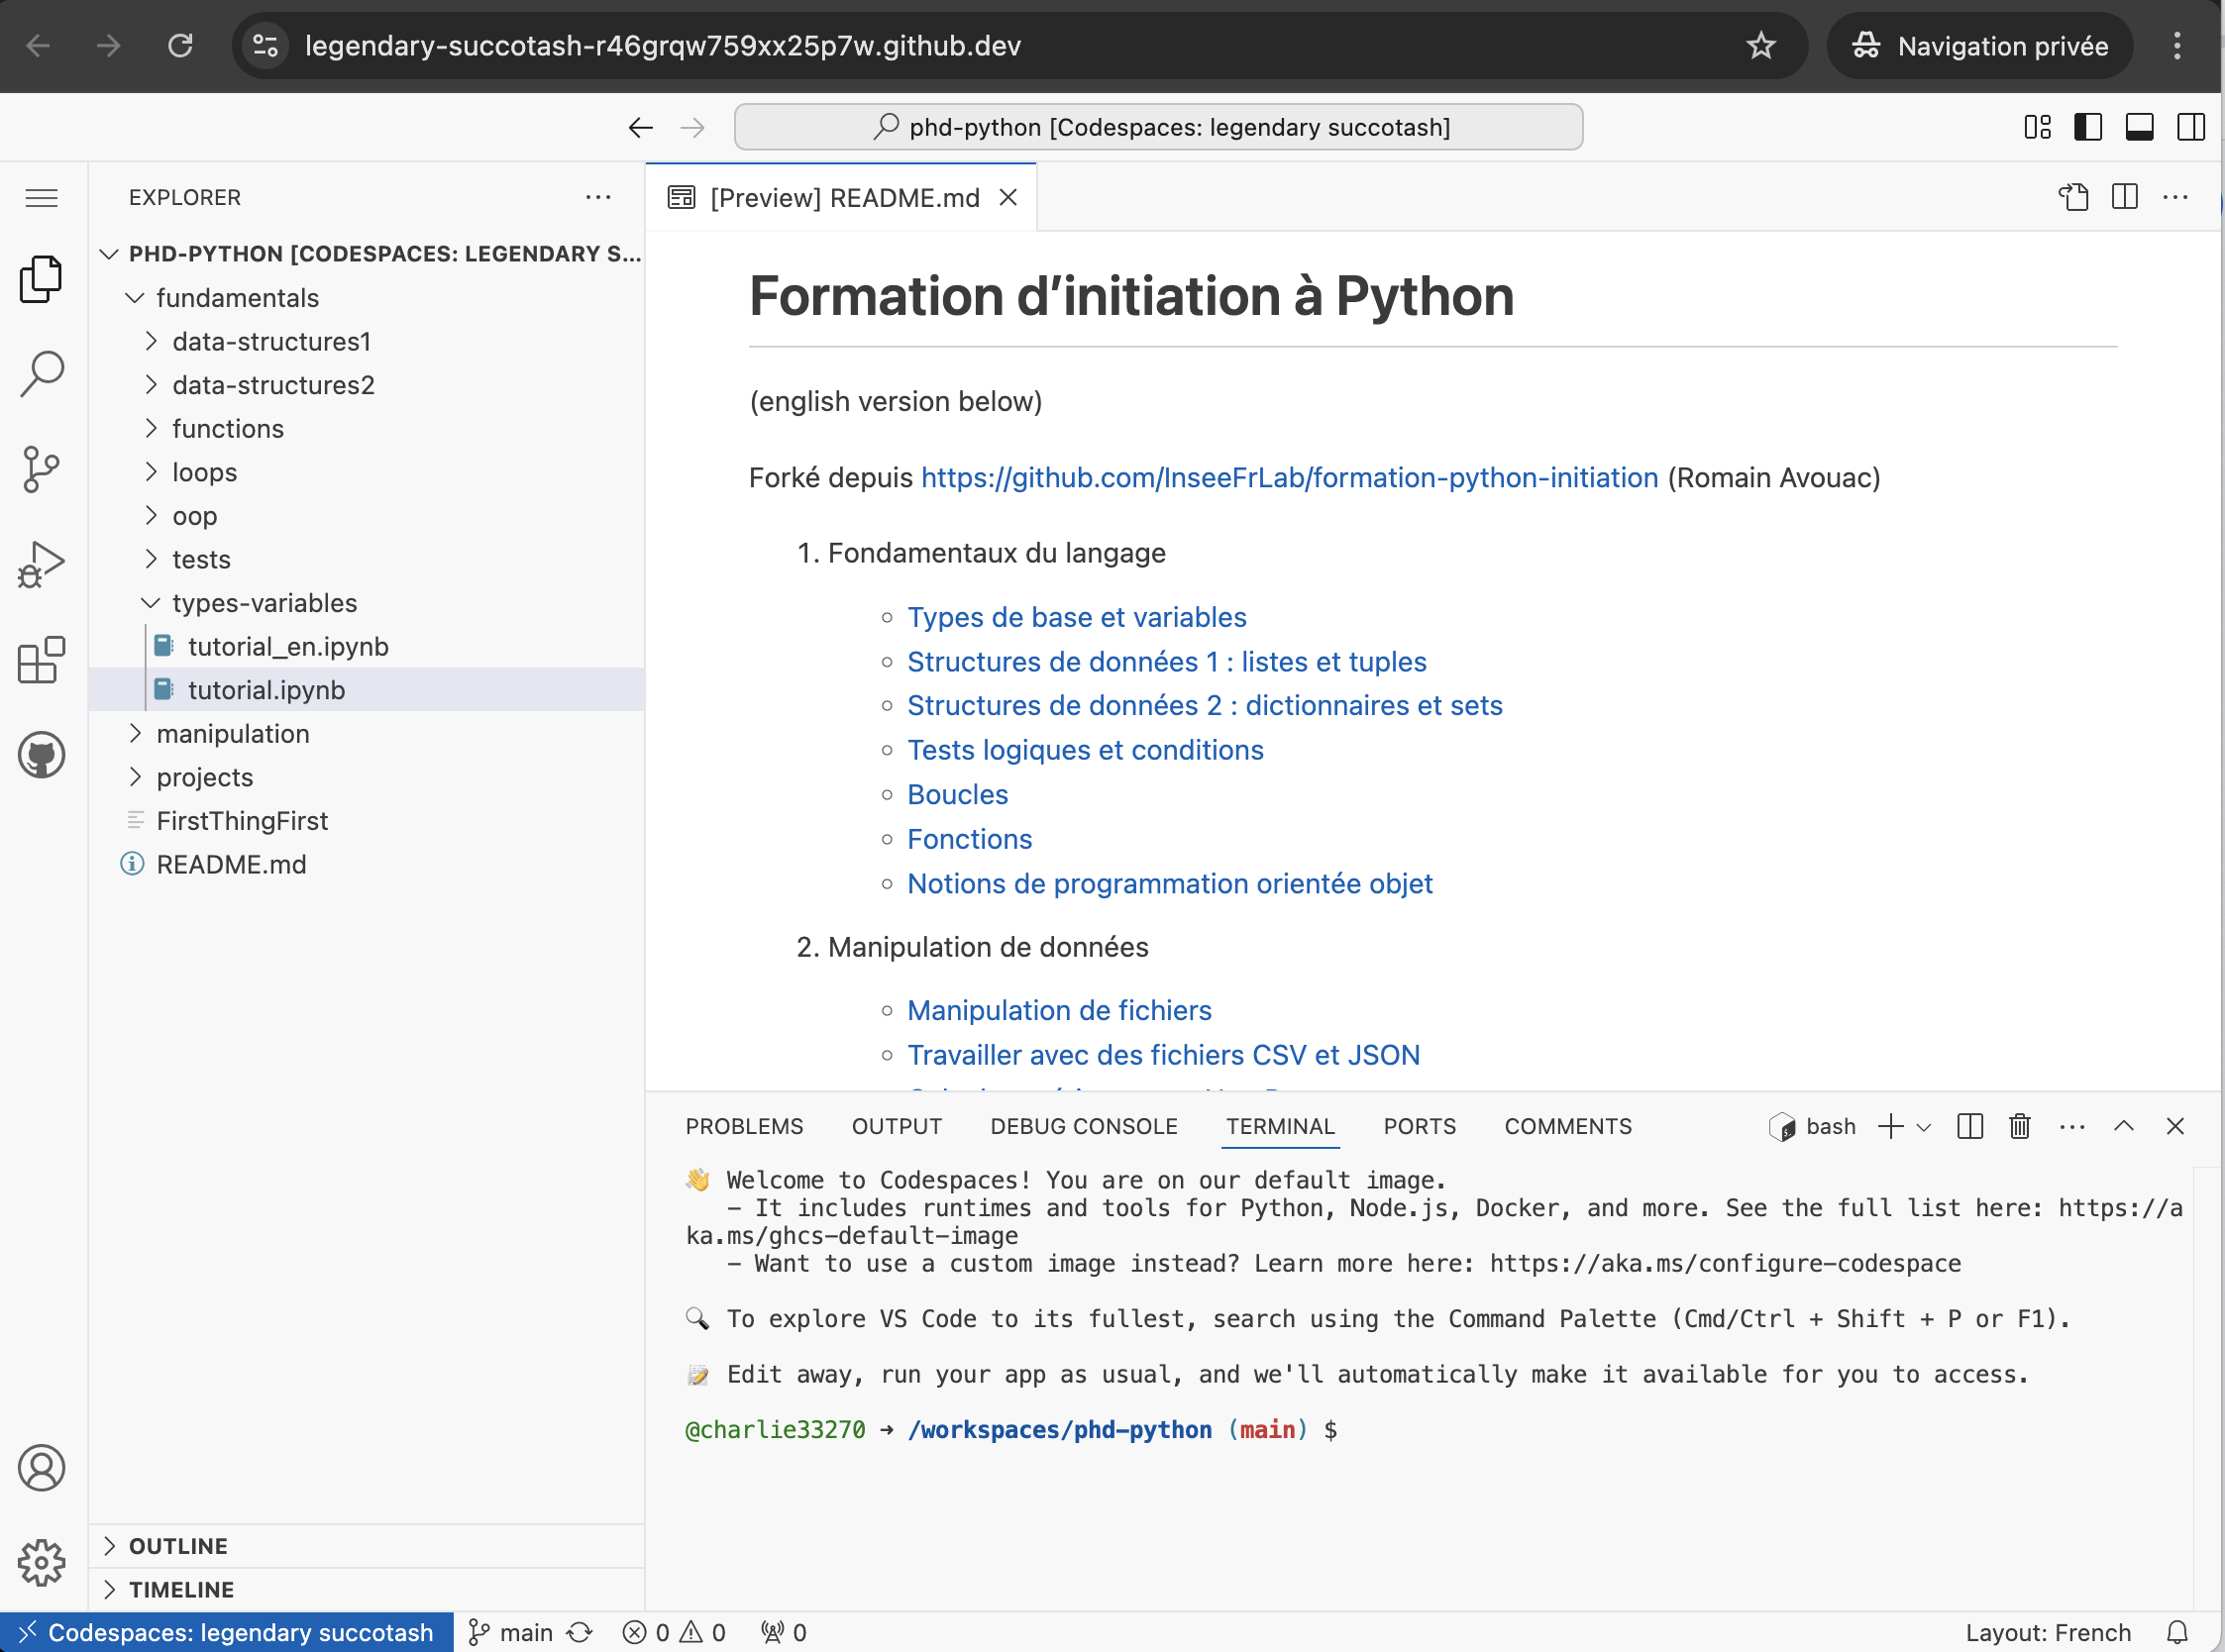 legendary-succotash-r46grqw759xx25p7w.github.dev
Navigation privée
phd-python [Codespaces: legendary succotash]
EXPLORER
PHD-PYTHON [CODESPACES: LEGENDARY S...
fundamentals
data-structures1
data-structures2
functions
loops
oop
tests
types-variables
tutorial_en.ipynb
tutorial.ipynb
manipulation
projects
FirstThingFirst
README.md
OUTLINE
TIMELINE
[Preview] README.md
Formation d’initiation à Python
(english version below)
Forké depuis https://github.com/InseeFrLab/formation-python-initiation (Romain Avouac)
1. Fondamentaux du langage
Types de base et variables
Structures de données 1 : listes et tuples
Structures de données 2 : dictionnaires et sets
Tests logiques et conditions
Boucles
Fonctions
Notions de programmation orientée objet
2. Manipulation de données
Manipulation de fichiers
Travailler avec des fichiers CSV et JSON
PROBLEMS OUTPUT DEBUG CONSOLE TERMINAL PORTS COMMENTS
bash
👋 Welcome to Codespaces! You are on our default image.
- It includes runtimes and tools for Python, Node.js, Docker, and more. See the full list here: https://a
ka.ms/ghcs-default-image
- Want to use a custom image instead? Learn more here: https://aka.ms/configure-codespace
🔍 To explore VS Code to its fullest, search using the Command Palette (Cmd/Ctrl + Shift + P or F1).
📝 Edit away, run your app as usual, and we'll automatically make it available for you to access.
@charlie33270 → /workspaces/phd-python (main) $
Codespaces: legendary succotash main 0 0 0
Layout: French